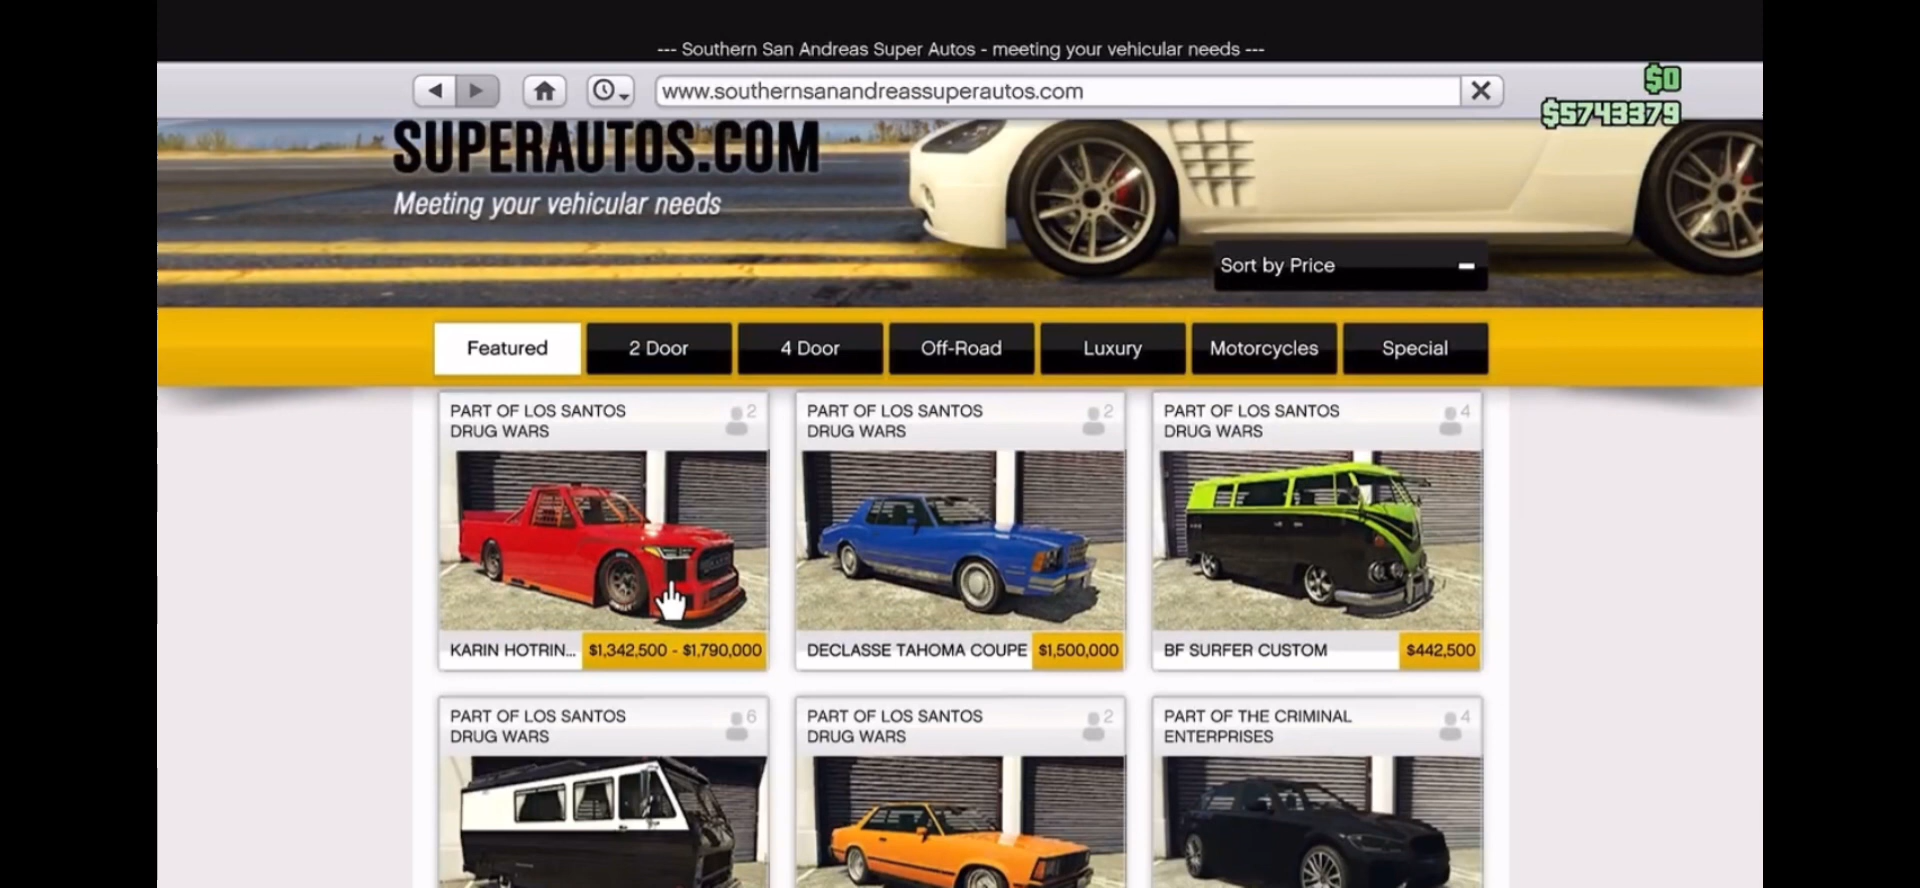 --- Southern San Andreas Super Autos - meeting your vehicular needs ---
www.southernsanandreassuperautos.com
$0
$5743379
SUPERAUTOS.COM
Meeting your vehicular needs
Sort by Price
Featured
2 Door
4 Door
Off-Road
Luxury
Motorcycles
Special
PART OF LOS SANTOS
DRUG WARS
2
KARIN HOTRIN...
$1,342,500 - $1,790,000
PART OF LOS SANTOS
DRUG WARS
2
DECLASSE TAHOMA COUPE
$1,500,000
PART OF LOS SANTOS
DRUG WARS
4
BF SURFER CUSTOM
$442,500
PART OF LOS SANTOS
DRUG WARS
6
PART OF LOS SANTOS
DRUG WARS
2
PART OF THE CRIMINAL
ENTERPRISES
4